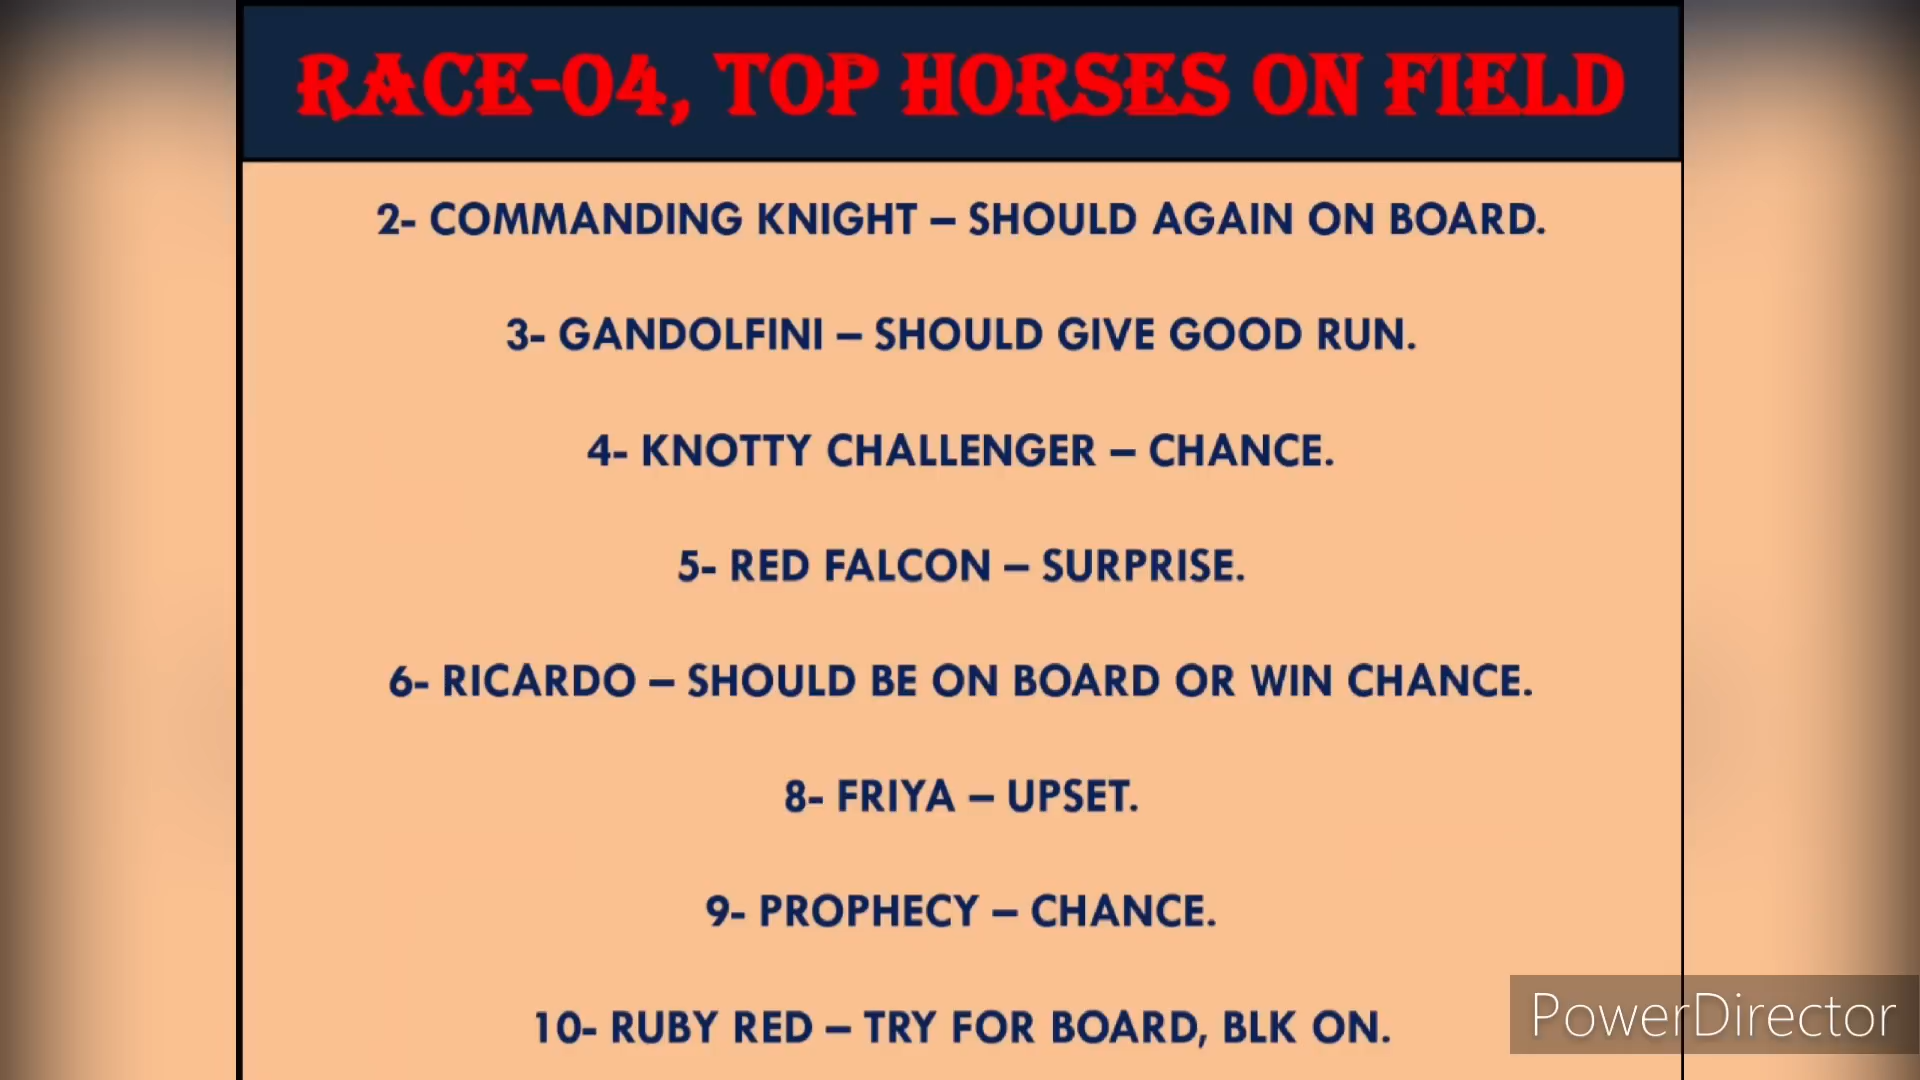 RACE-04, TOP HORSES ON FIELD
2- COMMANDING KNIGHT – SHOULD AGAIN ON BOARD.
3- GANDOLFINI – SHOULD GIVE GOOD RUN.
4- KNOTTY CHALLENGER – CHANCE.
5- RED FALCON – SURPRISE.
6- RICARDO – SHOULD BE ON BOARD OR WIN CHANCE.
8- FRIYA – UPSET.
9- PROPHECY – CHANCE.
10- RUBY RED – TRY FOR BOARD, BLK ON.
PowerDirector